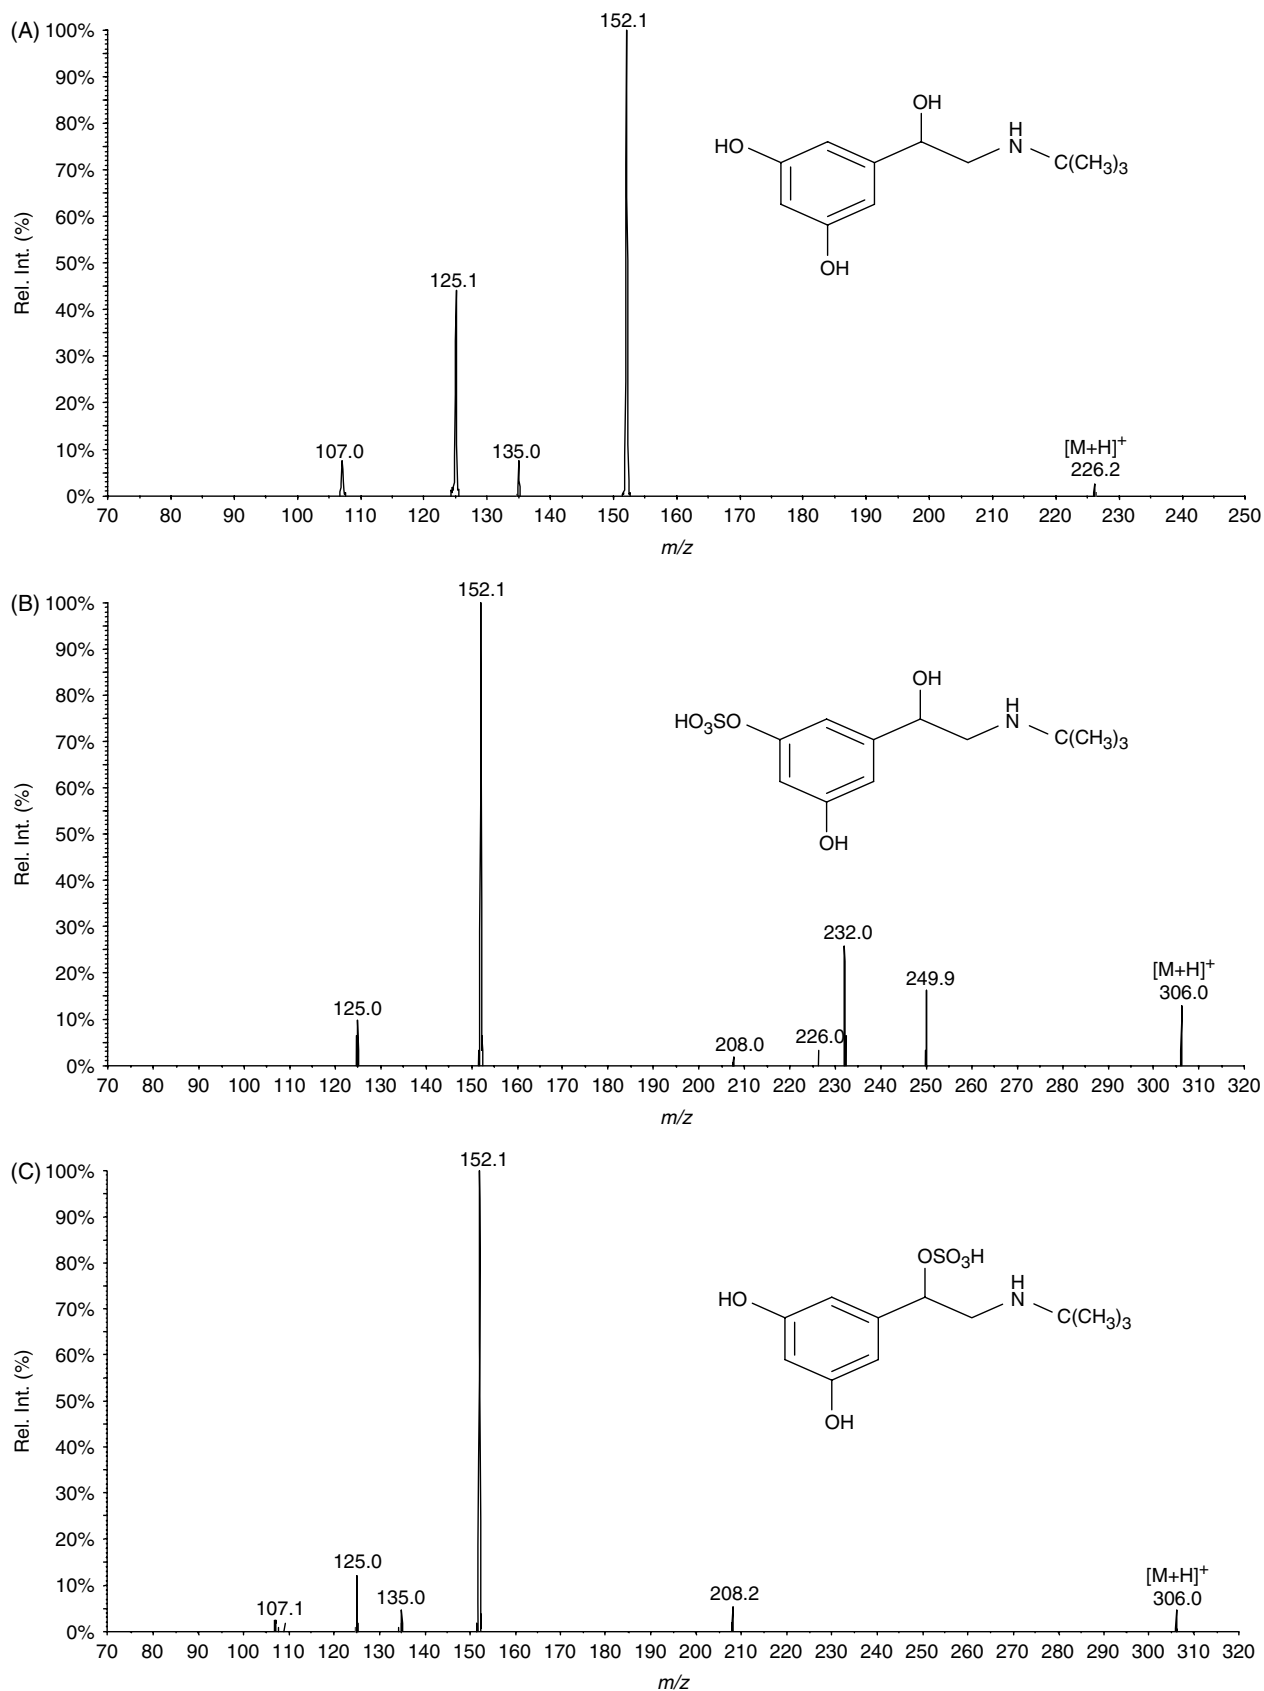 (A)
100%
90%
80%
70%
60%
50%
40%
30%
20%
10%
0%
Rel. Int. (%)
152.1
125.1
107.0
135.0
[M+H]+
226.2
OH
HO
H
N
C(CH3)3
OH
70 80 90 100 110 120 130 140 150 160 170 180 190 200 210 220 230 240 250
m/z
(B)
100%
90%
80%
70%
60%
50%
40%
30%
20%
10%
0%
Rel. Int. (%)
152.1
125.0
208.0
226.0
232.0
249.9
[M+H]+
306.0
OH
HO3SO
H
N
C(CH3)3
OH
70 80 90 100 110 120 130 140 150 160 170 180 190 200 210 220 230 240 250 260 270 280 290 300 310 320
m/z
(C)
100%
90%
80%
70%
60%
50%
40%
30%
20%
10%
0%
Rel. Int. (%)
152.1
107.1
125.0
135.0
208.2
[M+H]+
306.0
OSO3H
HO
H
N
C(CH3)3
OH
70 80 90 100 110 120 130 140 150 160 170 180 190 200 210 220 230 240 250 260 270 280 290 300 310 320
m/z